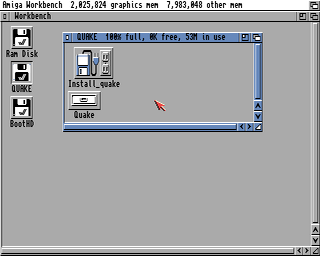 Amiga Workbench 2,025,824 graphics mem 7,983,048 other mem
Workbench
Ram Disk
QUAKE
BootHD
QUAKE 100% full, 0K free, 53M in use
Install_quake
Quake